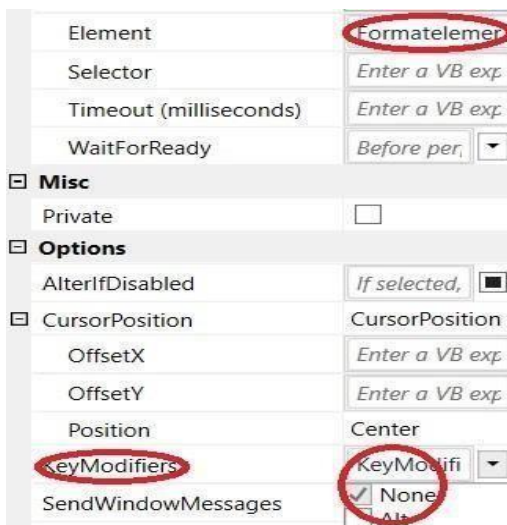 Element Formatelemer
Selector Enter a VB exp
Timeout (milliseconds) Enter a VB exp
WaitForReady Before per,
Misc
Private
Options
AlterIfDisabled If selected,
CursorPosition CursorPosition
OffsetX Enter a VB exp
OffsetY Enter a VB exp
Position Center
KeyModifiers KeyModifi
None
SendWindowMessages
Alt